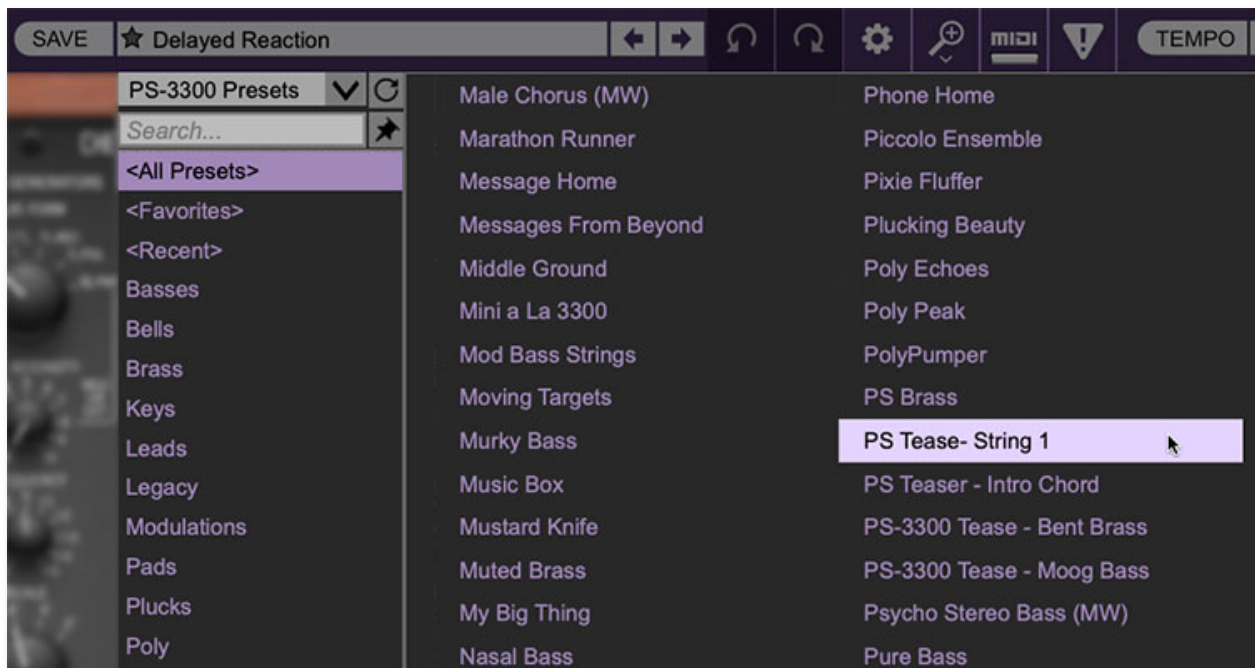 SAVE
Delayed Reaction
MIDI
TEMPO
PS-3300 Presets
Search...
<All Presets>
<Favorites>
<Recent>
Basses
Bells
Brass
Keys
Leads
Legacy
Modulations
Pads
Plucks
Poly
Male Chorus (MW)
Marathon Runner
Message Home
Messages From Beyond
Middle Ground
Mini a La 3300
Mod Bass Strings
Moving Targets
Murky Bass
Music Box
Mustard Knife
Muted Brass
My Big Thing
Nasal Bass
Phone Home
Piccolo Ensemble
Pixie Fluffer
Plucking Beauty
Poly Echoes
Poly Peak
PolyPumper
PS Brass
PS Tease- String 1
PS Teaser - Intro Chord
PS-3300 Tease - Bent Brass
PS-3300 Tease - Moog Bass
Psycho Stereo Bass (MW)
Pure Bass